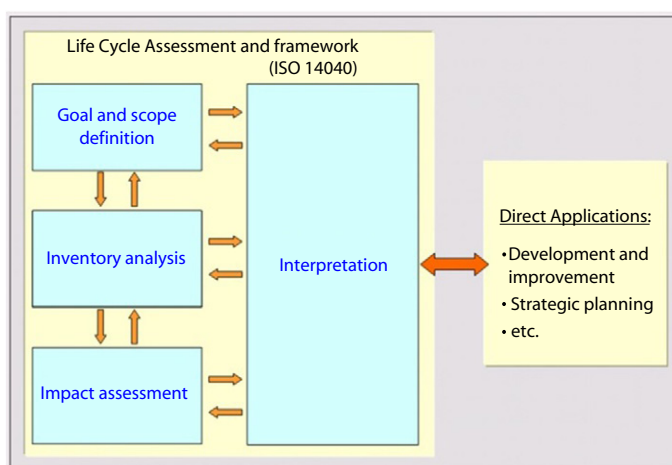 Life Cycle Assessment and framework
(ISO 14040)
Goal and scope
definition
Inventory analysis
Impact assessment
Interpretation
Direct Applications:
•Development and
improvement
• Strategic planning
• etc.